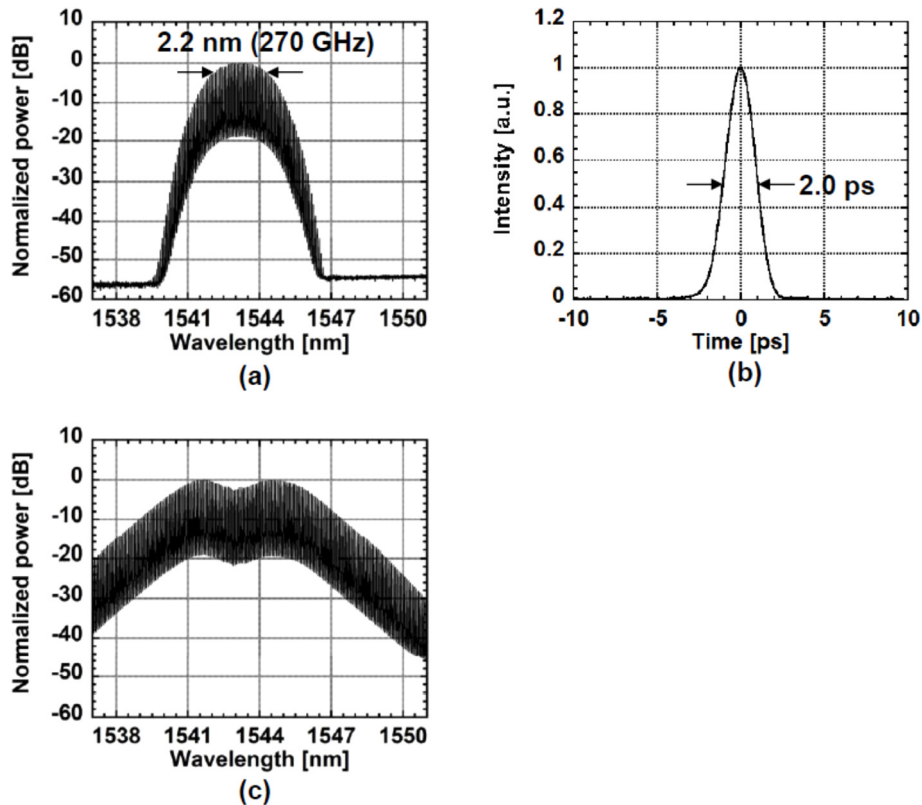 10
0
-10
-20
-30
-40
-50
-60
Normalized power [dB]
2.2 nm (270 GHz)
1538 1541 1544 1547 1550
Wavelength [nm]
(a)
1.2
1
0.8
0.6
0.4
0.2
0
Intensity [a.u.]
2.0 ps
-10 -5 0 5 10
Time [ps]
(b)
10
0
-10
-20
-30
-40
-50
-60
Normalized power [dB]
1538 1541 1544 1547 1550
Wavelength [nm]
(c)